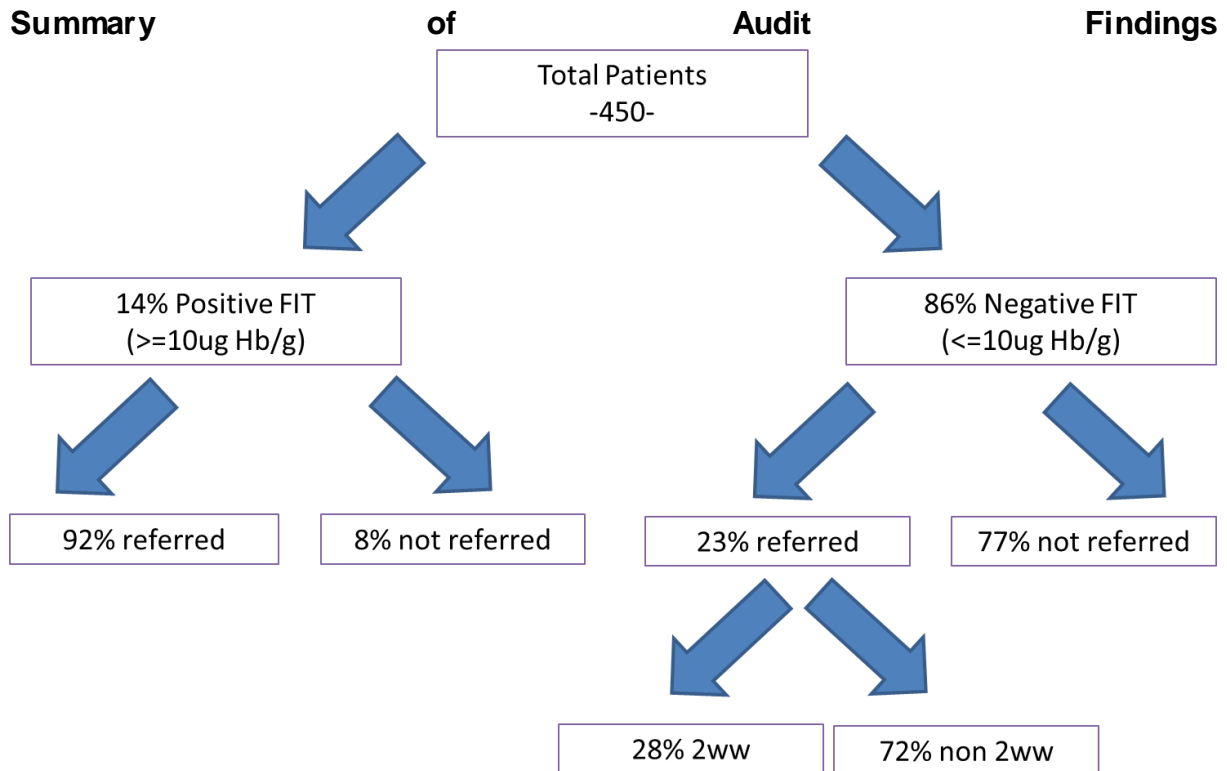 Summary of Audit Findings
Total Patients
-450-
14% Positive FIT
(>=10ug Hb/g)
86% Negative FIT
(<=10ug Hb/g)
92% referred
8% not referred
23% referred
77% not referred
28% 2ww
72% non 2ww